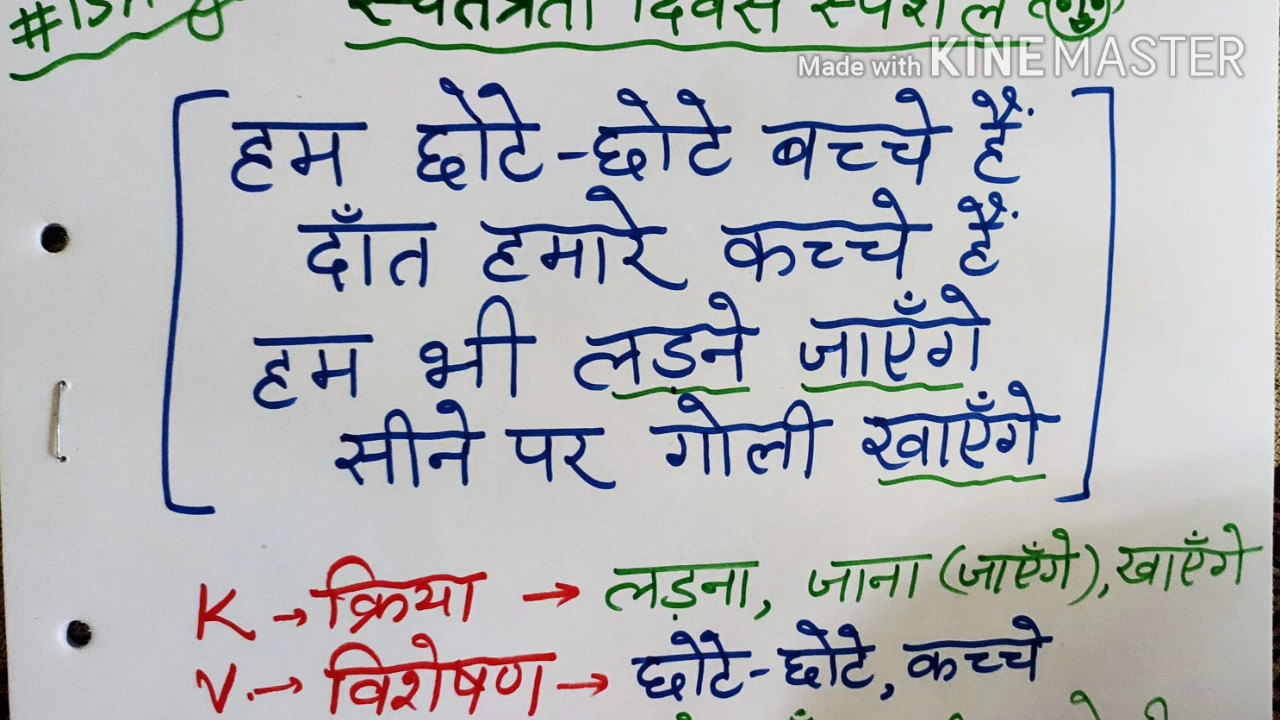 स्वतंत्रता दिवस स्पेशल
Made with KINEMASTER
हम छोटे-छोटे बच्चे हैं
दाँत हमारे कच्चे हैं
हम भी लड़ने जाएँगे
सीने पर गोली खाएँगे
K → क्रिया → लड़ना, जाना (जाएँगे), खाएँगे
V. → विशेषण → छोटे-छोटे, कच्चे